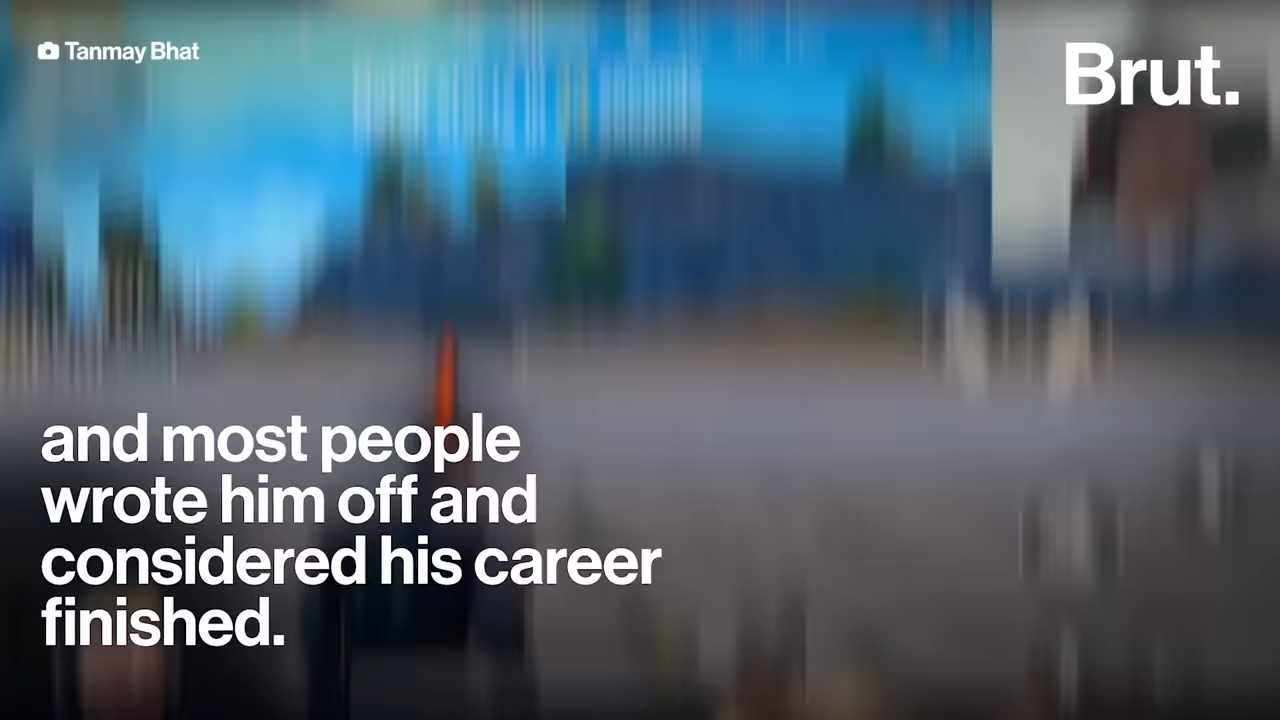 Tanmay Bhat
Brut.
and most people
wrote him off and
considered his career
finished.